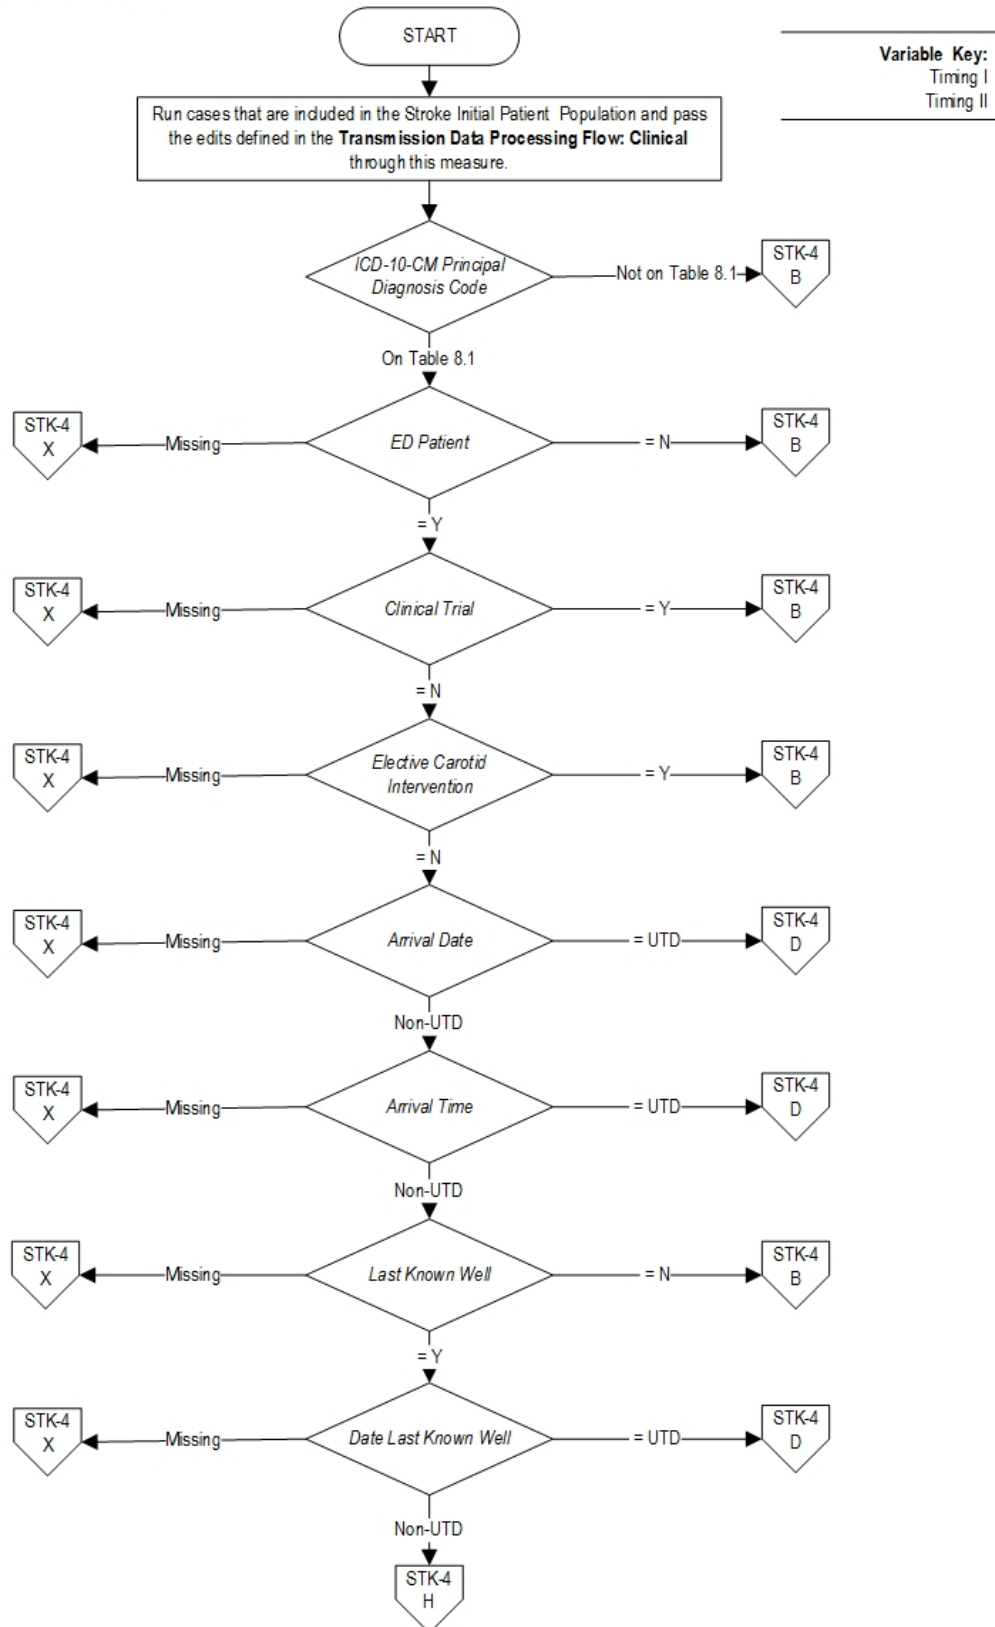 START
Variable Key:
Timing I
Timing II
Run cases that are included in the Stroke Initial Patient Population and pass
the edits defined in the Transmission Data Processing Flow: Clinical
through this measure.
ICD-10-CM Principal
Diagnosis Code
Not on Table 8.1
STK-4
B
On Table 8.1
STK-4
X
Missing
ED Patient
= N
STK-4
B
= Y
STK-4
X
Missing
Clinical Trial
= Y
STK-4
B
= N
STK-4
X
Missing
Elective Carotid
Intervention
= Y
STK-4
B
= N
STK-4
X
Missing
Arrival Date
= UTD
STK-4
D
Non-UTD
STK-4
X
Missing
Arrival Time
= UTD
STK-4
D
Non-UTD
STK-4
X
Missing
Last Known Well
= N
STK-4
B
= Y
STK-4
X
Missing
Date Last Known Well
= UTD
STK-4
D
Non-UTD
STK-4
H